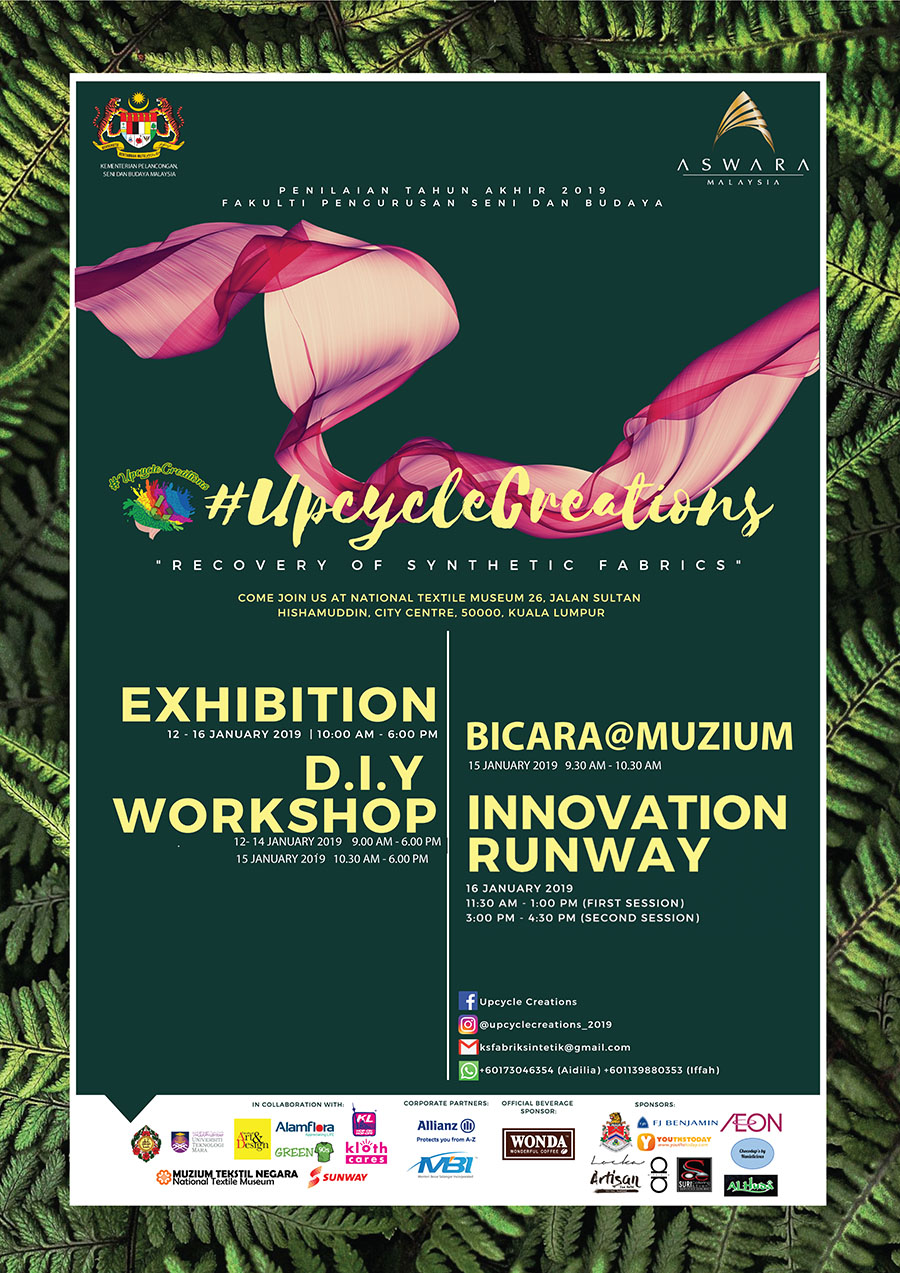 KEMENTERIAN PELANCONGAN,
SENI DAN BUDAYA MALAYSIA
ASWARA
MALAYSIA
PENILAIAN TAHUN AKHIR 2019
FAKULTI PENGURUSAN SENI DAN BUDAYA
#UpcycleCreations
#UpcycleCreations
"RECOVERY OF SYNTHETIC FABRICS"
COME JOIN US AT NATIONAL TEXTILE MUSEUM 26, JALAN SULTAN
HISHAMUDDIN, CITY CENTRE, 50000, KUALA LUMPUR
EXHIBITION
12 - 16 JANUARY 2019 | 10:00 AM - 6:00 PM
D.I.Y
WORKSHOP
12- 14 JANUARY 2019 9.00 AM - 6.00 PM
15 JANUARY 2019 10.30 AM - 6.00 PM
BICARA@MUZIUM
15 JANUARY 2019 9.30 AM - 10.30 AM
INNOVATION
RUNWAY
16 JANUARY 2019
11:30 AM - 1:00 PM (FIRST SESSION)
3:00 PM - 4:30 PM (SECOND SESSION)
Upcycle Creations
@upcyclecreations_2019
ksfabriksintetik@gmail.com
+60173046354 (Aidilia) +601139880353 (Iffah)
IN COLLABORATION WITH:
UNIVERSITI
TEKNOLOGI
MARA
Art&
Design
Alamflora
GREEN
KL
kloth
cares
MUZIUM TEKSTIL NEGARA
National Textile Museum
SUNWAY
CORPORATE PARTNERS:
Allianz
Protects you from A-Z
MBI
OFFICIAL BEVERAGE
SPONSOR:
WONDA
WONDERFUL COFFEE
SPONSORS:
FJ BENJAMIN
AEON
YOUTHSTODAY
Artisan